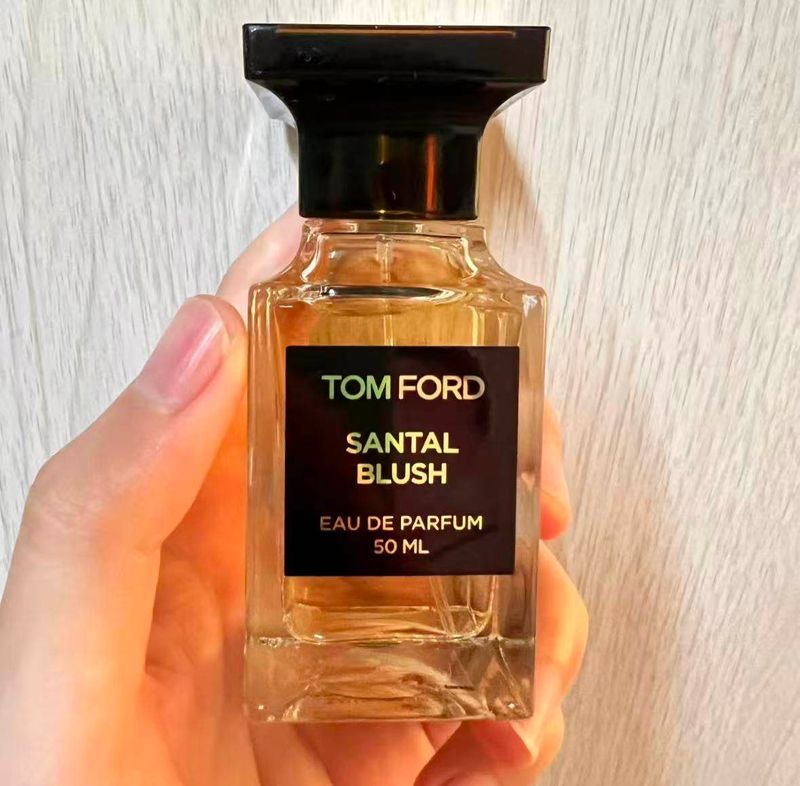 TOM FORD
SANTAL
BLUSH
EAU DE PARFUM
50 ML